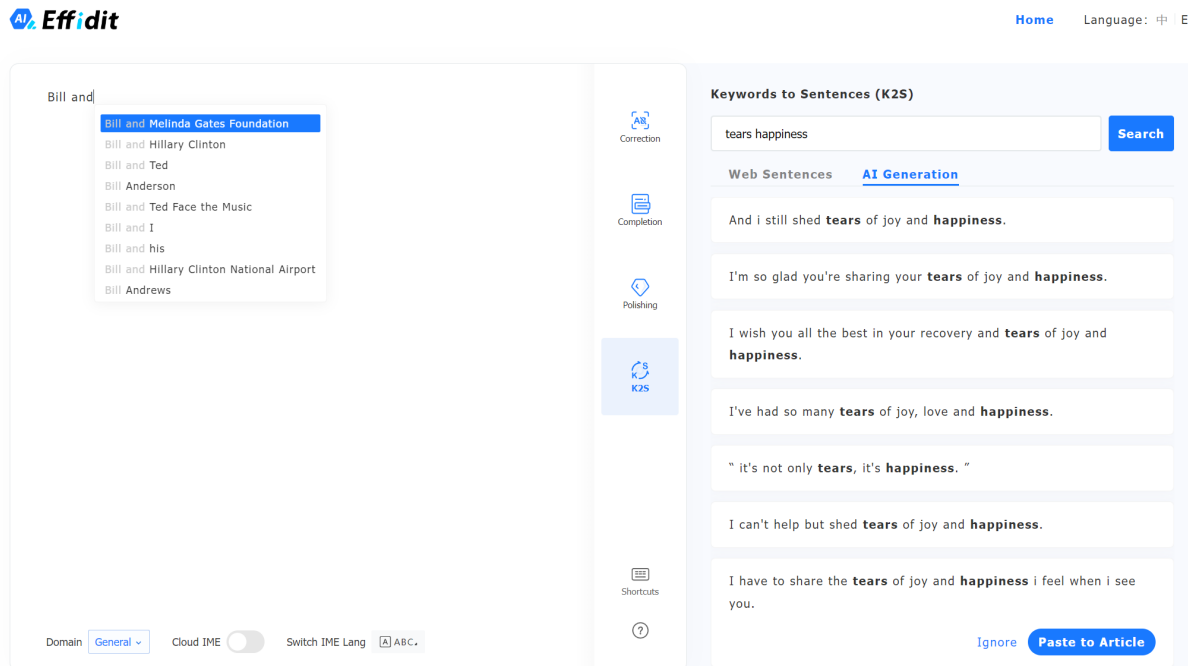 AI Effidit
Home
Language: 中 E
Bill and
Bill and Melinda Gates Foundation
Bill and Hillary Clinton
Bill and Ted
Bill Anderson
Bill and Ted Face the Music
Bill and I
Bill and his
Bill and Hillary Clinton National Airport
Bill Andrews
Domain
General
Cloud IME
Switch IME Lang
A ABC
Correction
Completion
Polishing
K2S
Shortcuts
?
Keywords to Sentences (K2S)
tears happiness
Search
Web Sentences
AI Generation
And i still shed tears of joy and happiness.
I'm so glad you're sharing your tears of joy and happiness.
I wish you all the best in your recovery and tears of joy and
happiness.
I've had so many tears of joy, love and happiness.
“ it's not only tears, it's happiness. ”
I can't help but shed tears of joy and happiness.
I have to share the tears of joy and happiness i feel when i see
you.
Ignore
Paste to Article